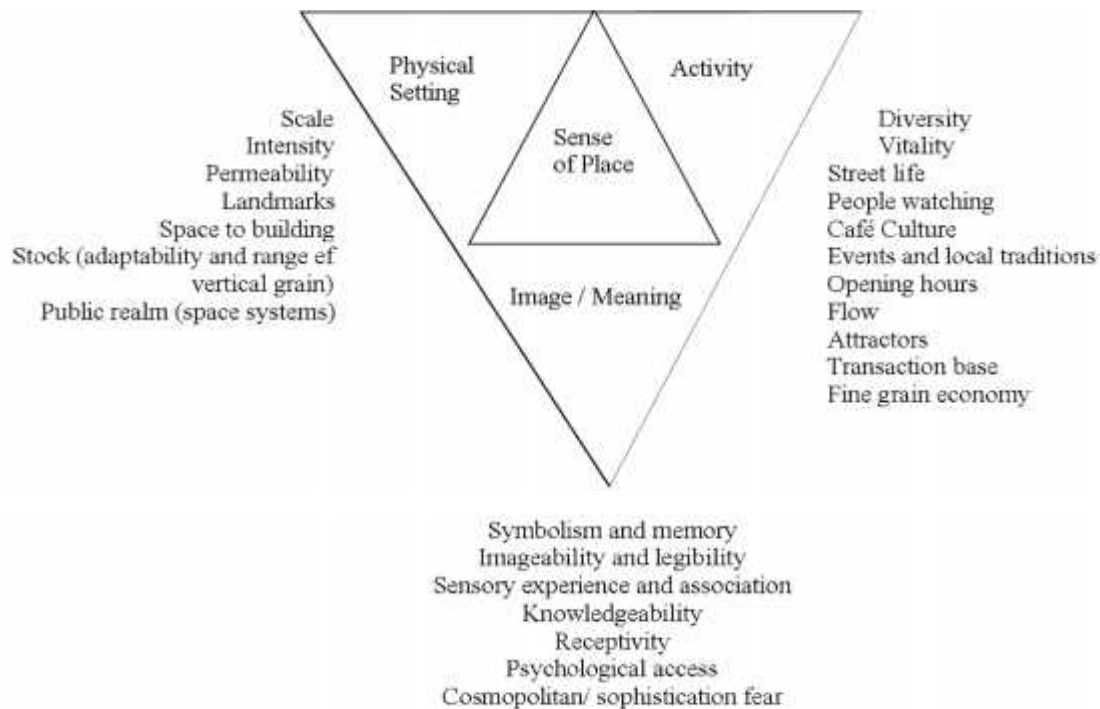 Physical
Setting
Activity
Sense
of Place
Image / Meaning
Scale
Intensity
Permeability
Landmarks
Space to building
Stock (adaptability and range ef
vertical grain)
Public realm (space systems)
Diversity
Vitality
Street life
People watching
Café Culture
Events and local traditions
Opening hours
Flow
Attractors
Transaction base
Fine grain economy
Symbolism and memory
Imageability and legibility
Sensory experience and association
Knowledgeability
Receptivity
Psychological access
Cosmopolitan/ sophistication fear